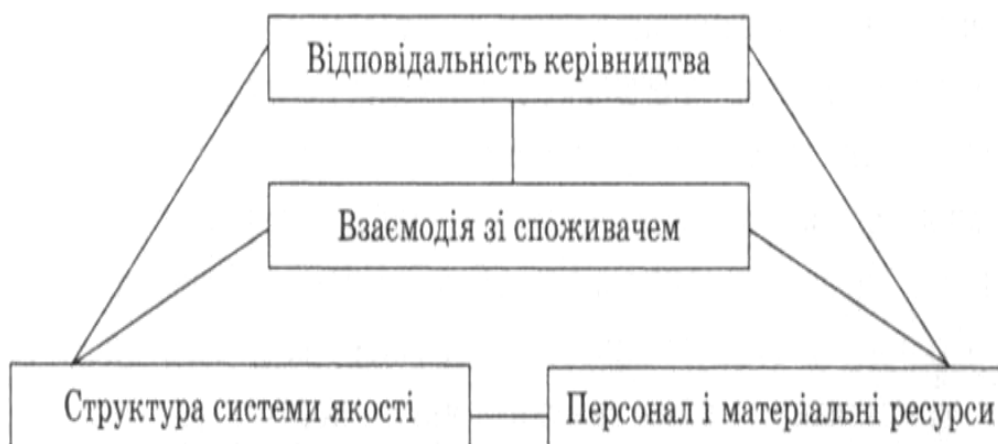 Відповідальність керівництва
Взаємодія зі споживачем
Структура системи якості
Персонал і матеріальні ресурси